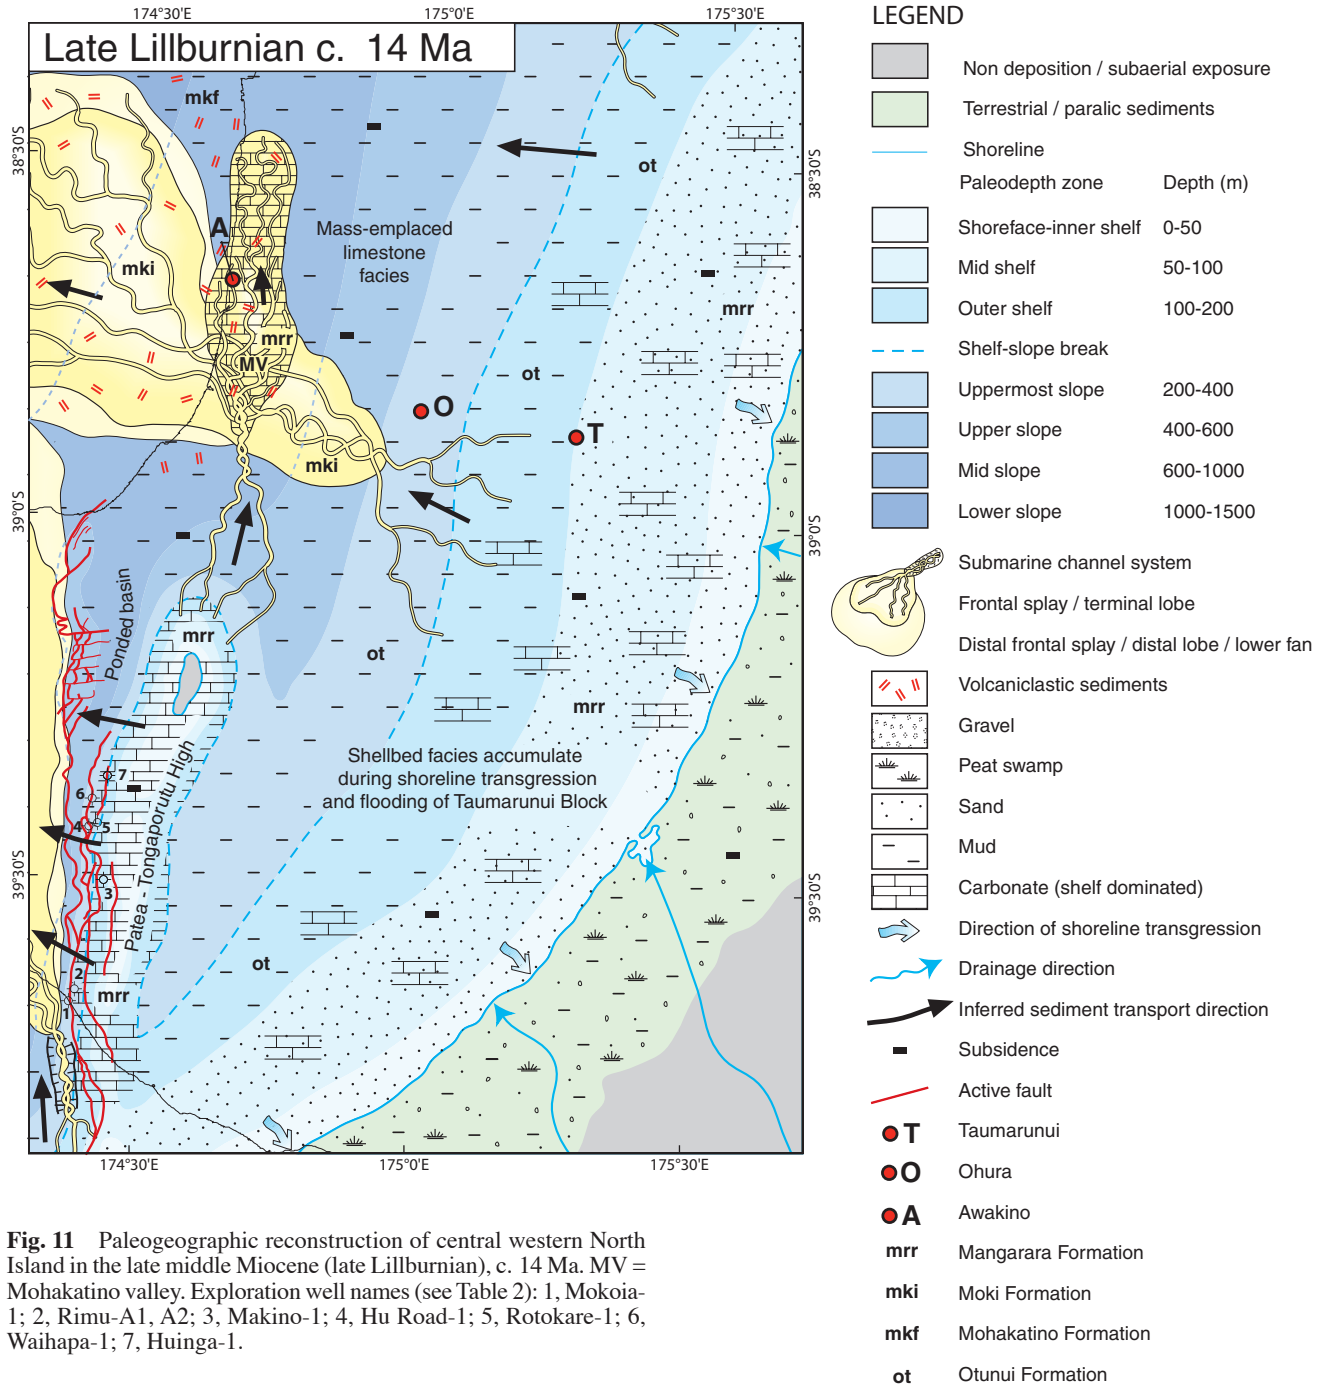 174°30'E
175°0'E
175°30'E
Late Lillburnian c. 14 Ma
38°30'S
38°30'S
mkf
ot
A
Mass-emplaced
limestone
facies
mki
mrr
mrr
MV
ot
O
T
mki
39°0'S
39°0'S
Ponded basin
mrr
ot
mrr
Patea - Tongaporutu High
Shellbed facies accumulate
during shoreline transgression
and flooding of Taumarunui Block
7
6
4
5
3
39°30'S
39°30'S
ot
2
mrr
1
174°30'E
175°0'E
175°30'E
LEGEND
Non deposition / subaerial exposure
Terrestrial / paralic sediments
Shoreline
Paleodepth zone Depth (m)
Shoreface-inner shelf 0-50
Mid shelf 50-100
Outer shelf 100-200
Shelf-slope break
Uppermost slope 200-400
Upper slope 400-600
Mid slope 600-1000
Lower slope 1000-1500
Submarine channel system
Frontal splay / terminal lobe
Distal frontal splay / distal lobe / lower fan
Volcaniclastic sediments
Gravel
Peat swamp
Sand
Mud
Carbonate (shelf dominated)
Direction of shoreline transgression
Drainage direction
Inferred sediment transport direction
Subsidence
Active fault
T Taumarunui
O Ohura
A Awakino
mrr Mangarara Formation
mki Moki Formation
mkf Mohakatino Formation
ot Otunui Formation
Fig. 11 Paleogeographic reconstruction of central western North
Island in the late middle Miocene (late Lillburnian), c. 14 Ma. MV =
Mohakatino valley. Exploration well names (see Table 2): 1, Mokoia-
1; 2, Rimu-A1, A2; 3, Makino-1; 4, Hu Road-1; 5, Rotokare-1; 6,
Waihapa-1; 7, Huinga-1.